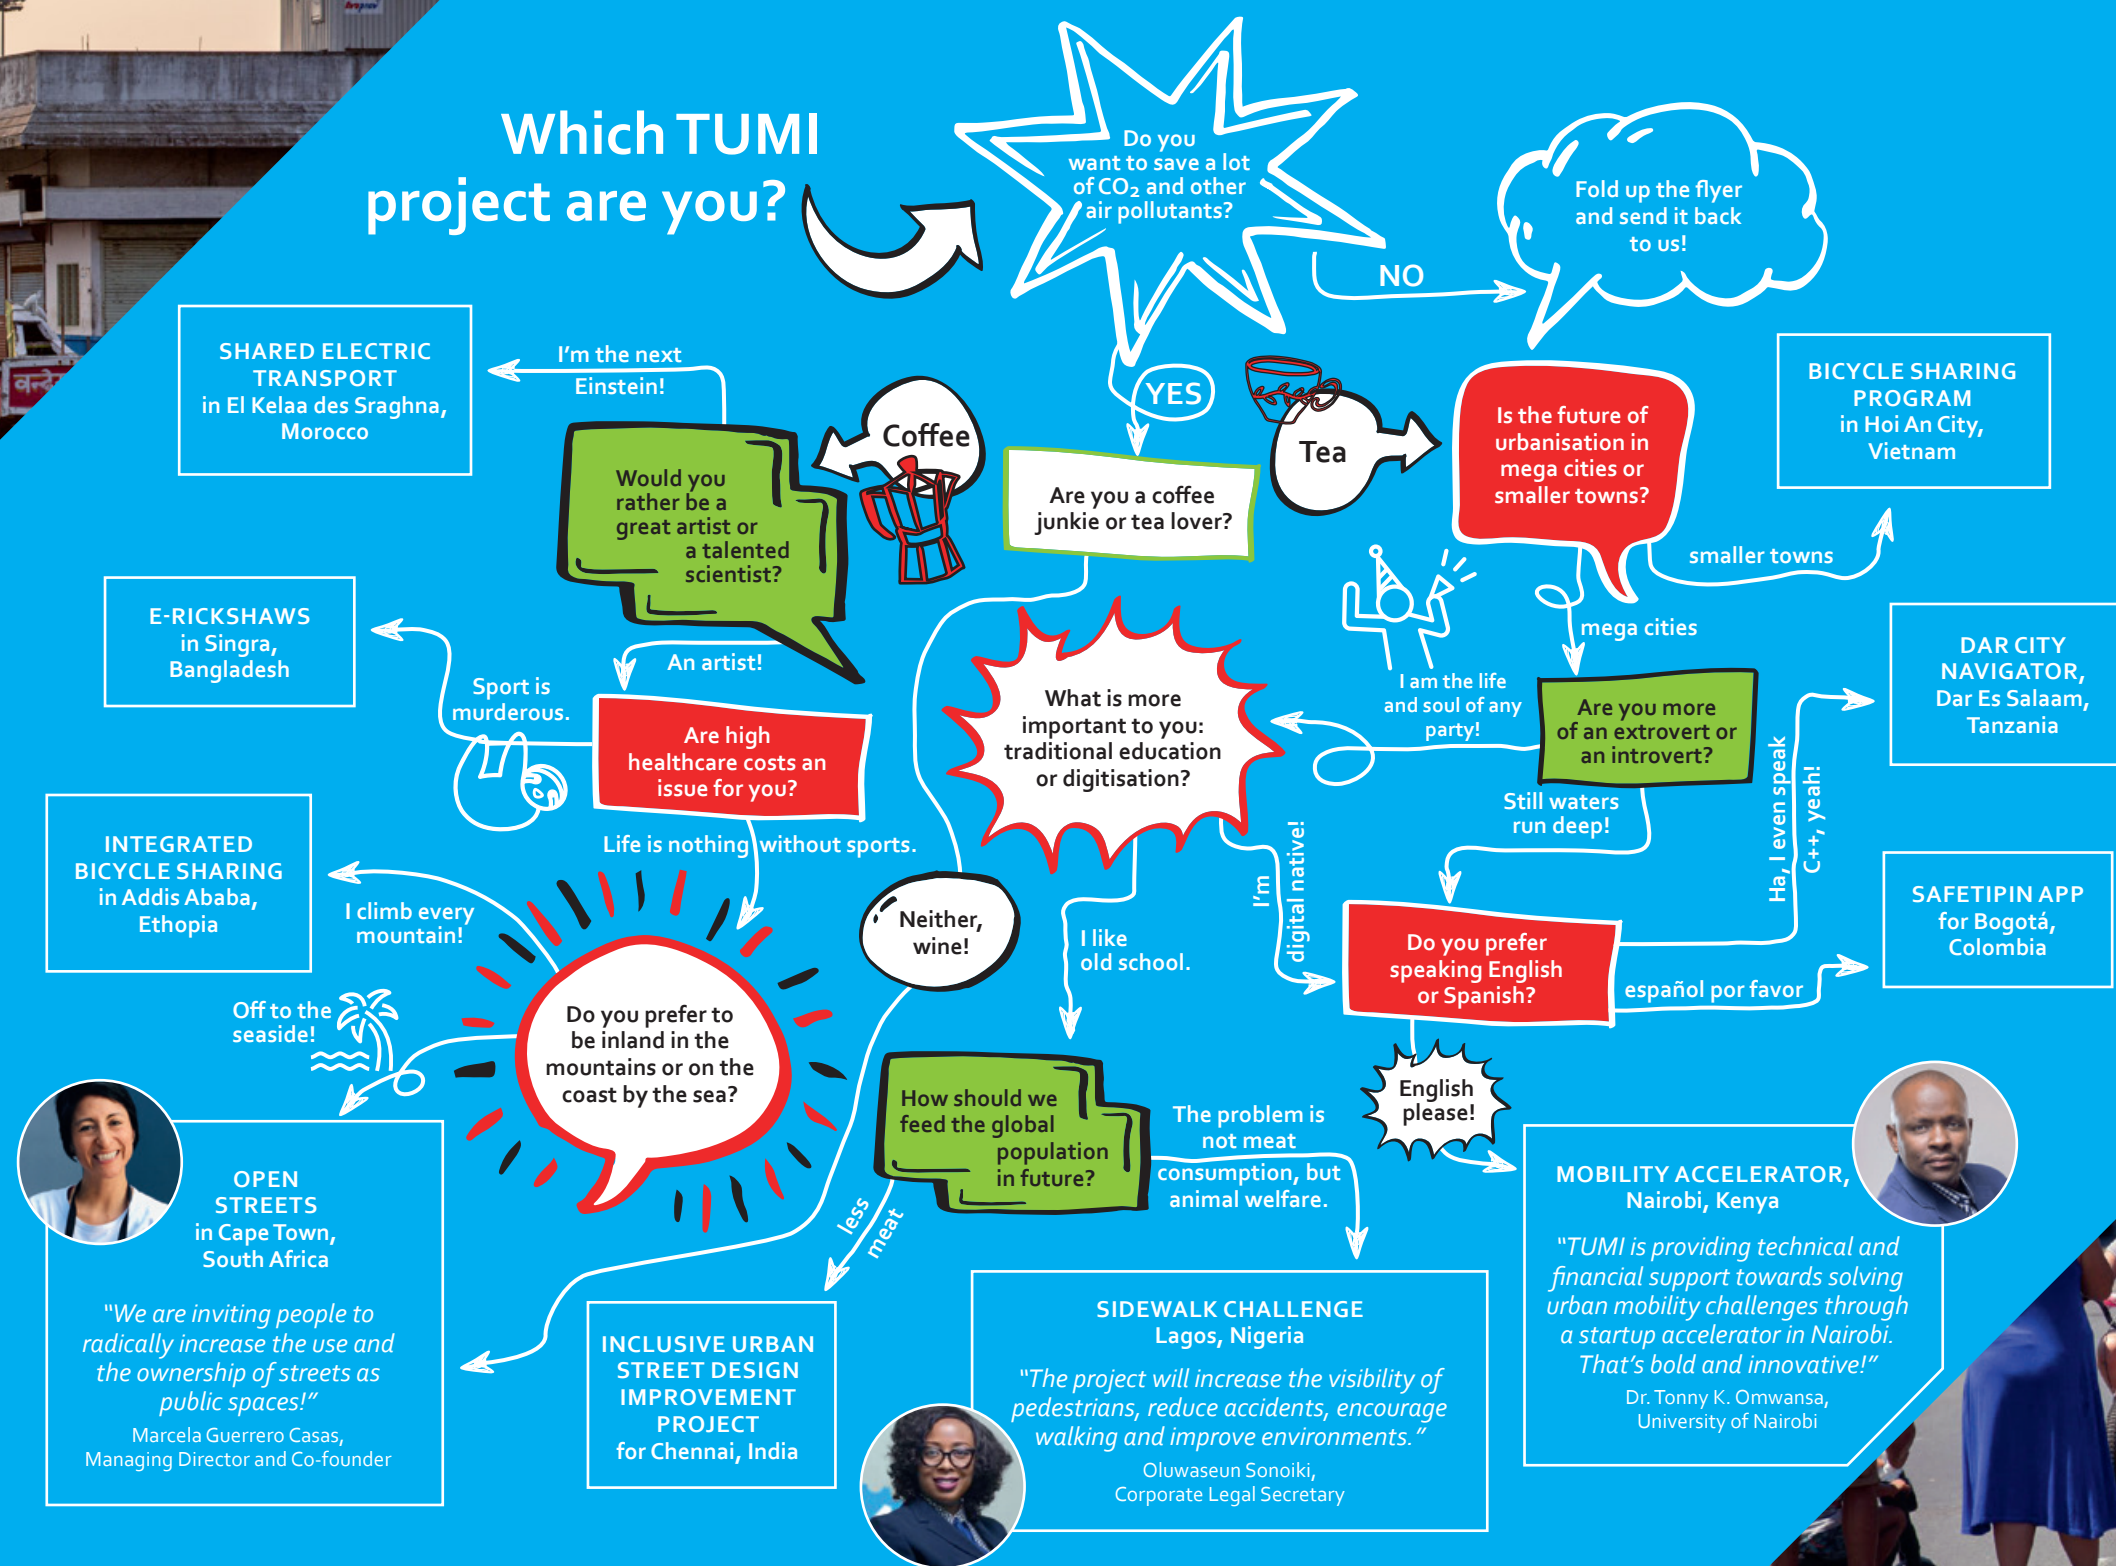 Which TUMI
project are you?
Do you
want to save a lot
of CO₂ and other
air pollutants?
NO
Fold up the flyer
and send it back
to us!
YES
Are you a coffee
junkie or tea lover?
Coffee
Tea
Would you
rather be a
great artist or
a talented
scientist?
I'm the next
Einstein!
SHARED ELECTRIC
TRANSPORT
in El Kelaa des Sraghna,
Morocco
An artist!
Are high
healthcare costs an
issue for you?
Sport is
murderous.
E-RICKSHAWS
in Singra,
Bangladesh
Life is nothing without sports.
Do you prefer to
be inland in the
mountains or on the
coast by the sea?
I climb every
mountain!
INTEGRATED
BICYCLE SHARING
in Addis Ababa,
Ethopia
Off to the
seaside!
OPEN
STREETS
in Cape Town,
South Africa
"We are inviting people to
radically increase the use and
the ownership of streets as
public spaces!"
Marcela Guerrero Casas,
Managing Director and Co-founder
Neither,
wine!
Is the future of
urbanisation in
mega cities or
smaller towns?
smaller towns
BICYCLE SHARING
PROGRAM
in Hoi An City,
Vietnam
mega cities
Are you more
of an extrovert or
an introvert?
I am the life
and soul of any
party!
What is more
important to you:
traditional education
or digitisation?
Still waters
run deep!
I'm
digital native!
I like
old school.
Do you prefer
speaking English
or Spanish?
Ha, I even speak
C++, yeah!
DAR CITY
NAVIGATOR,
Dar Es Salaam,
Tanzania
español por favor
SAFETIPIN APP
for Bogotá,
Colombia
English
please!
MOBILITY ACCELERATOR,
Nairobi, Kenya
"TUMI is providing technical and
financial support towards solving
urban mobility challenges through
a startup accelerator in Nairobi.
That's bold and innovative!"
Dr. Tonny K. Omwansa,
University of Nairobi
How should we
feed the global
population
in future?
less
meat
INCLUSIVE URBAN
STREET DESIGN
IMPROVEMENT
PROJECT
for Chennai, India
The problem is
not meat
consumption, but
animal welfare.
SIDEWALK CHALLENGE
Lagos, Nigeria
"The project will increase the visibility of
pedestrians, reduce accidents, encourage
walking and improve environments."
Oluwaseun Sonoiki,
Corporate Legal Secretary